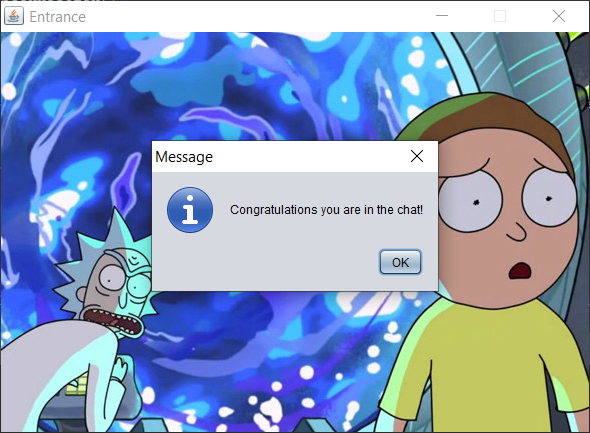 Entrance
Message
Congratulations you are in the chat!
OK